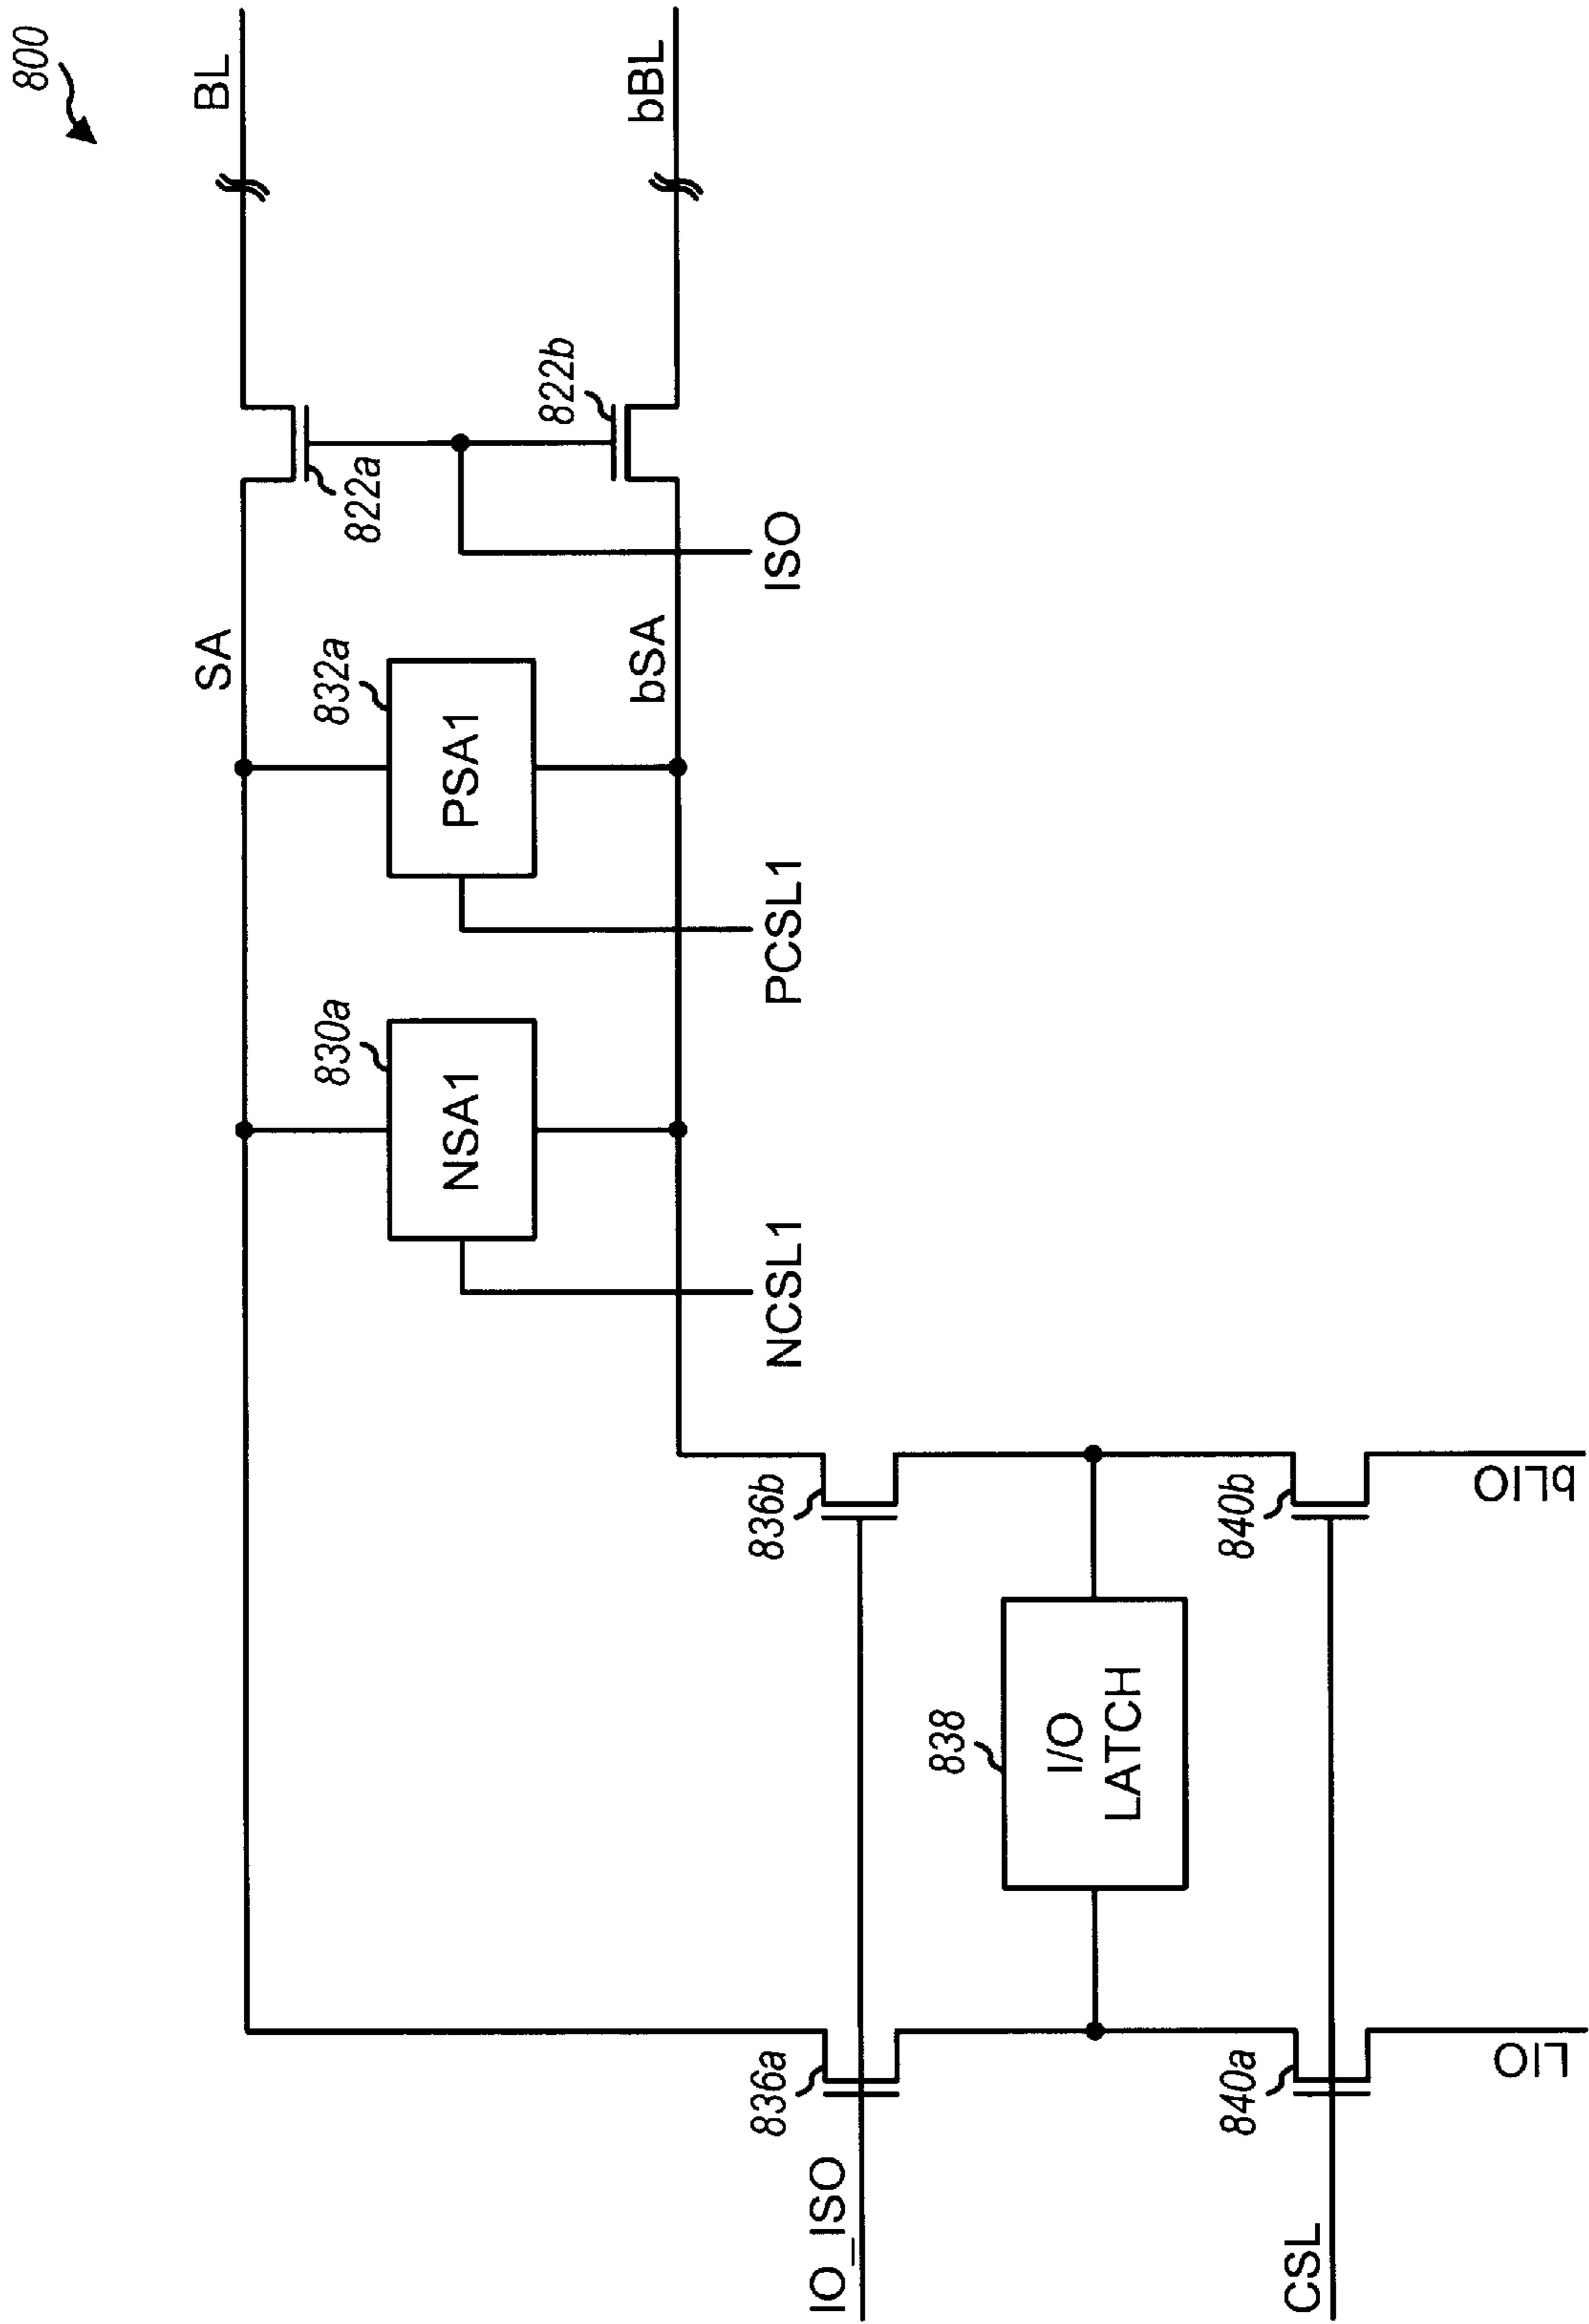 800
BL
bBL
822a
822b
ISO
SA
bSA
832a
PSA1
PCSL1
830a
NSA1
NCSL1
836b
840b
bLIO
838
I/O
LATCH
836a
840a
LIO
IO_ISO
CSL